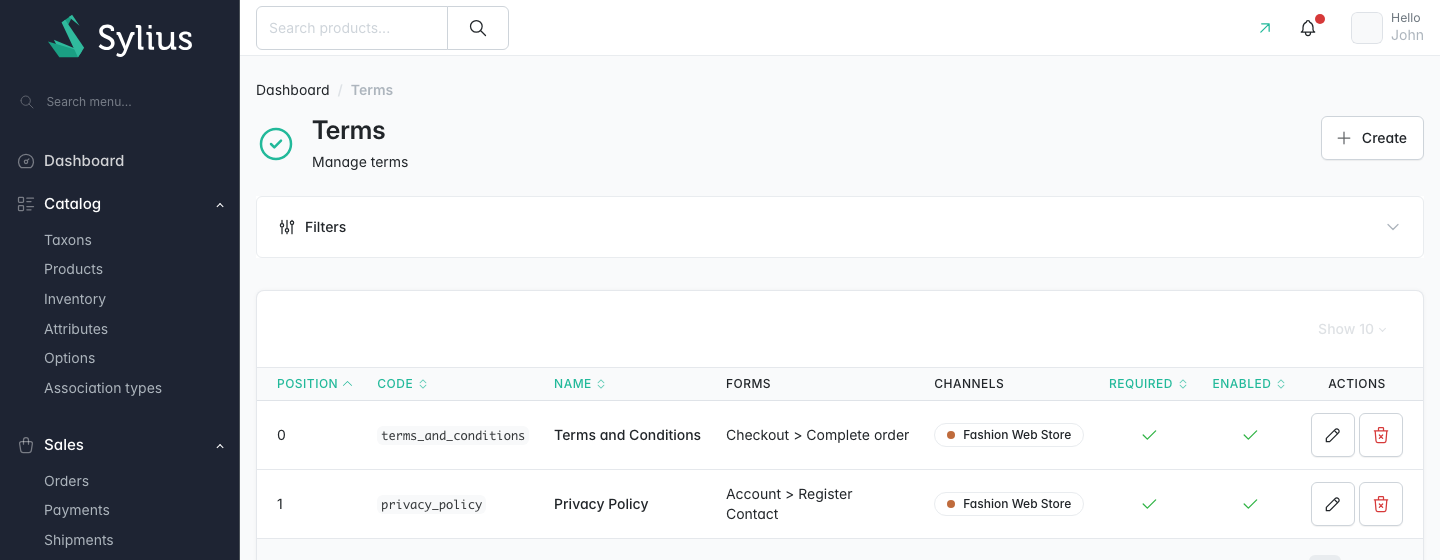 Sylius
Search menu...
Dashboard
Catalog
Taxons
Products
Inventory
Attributes
Options
Association types
Sales
Orders
Payments
Shipments
Search products...
Hello
John
Dashboard / Terms
Terms
Manage terms
Create
Filters
Show 10
POSITION CODE NAME FORMS CHANNELS REQUIRED ENABLED ACTIONS
0 terms_and_conditions Terms and Conditions Checkout > Complete order Fashion Web Store
1 privacy_policy Privacy Policy Account > Register Fashion Web Store
Contact